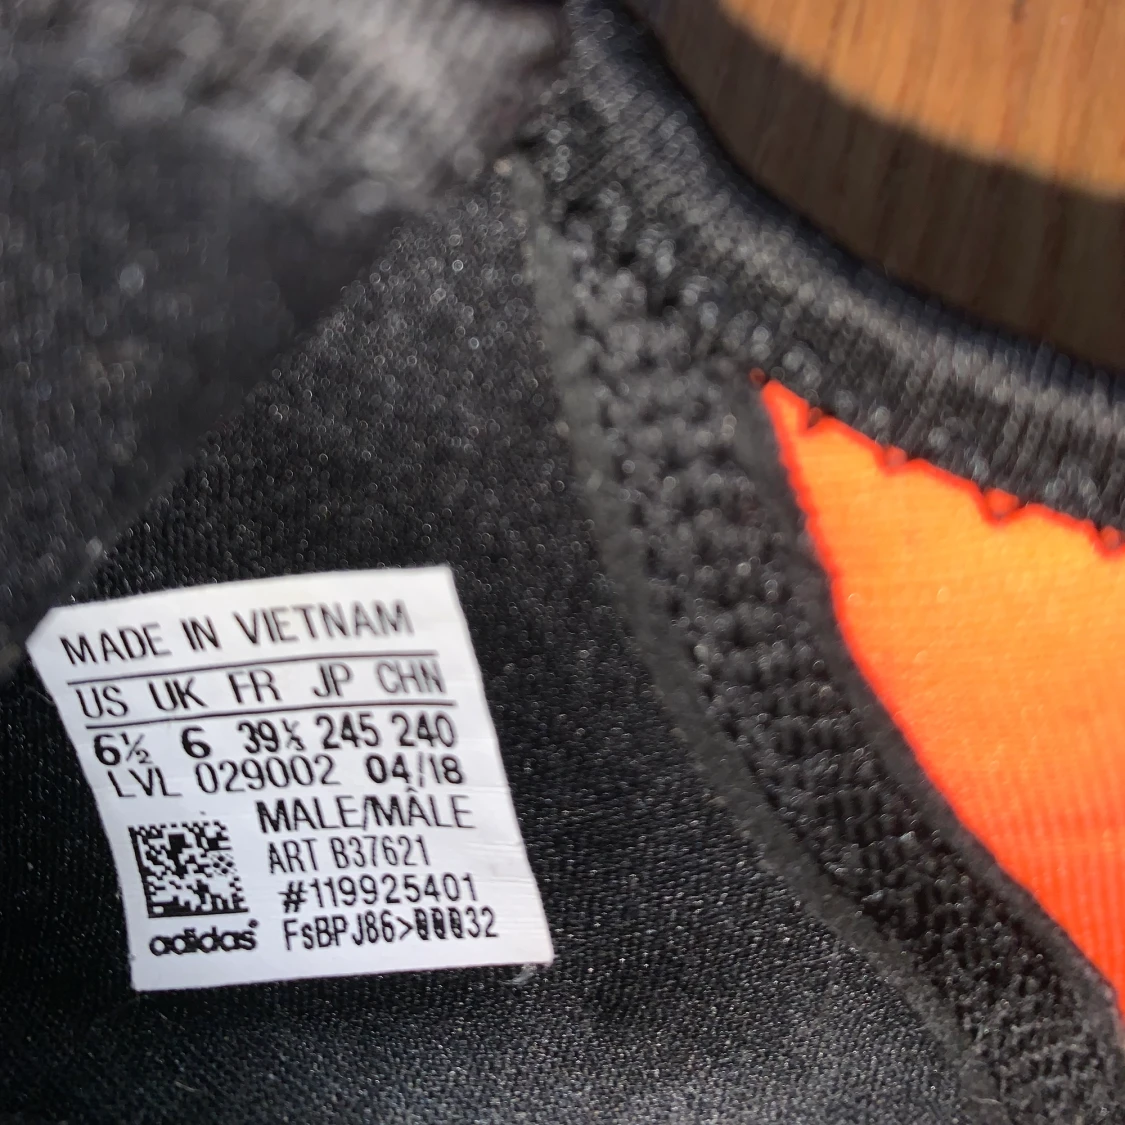 MADE IN VIETNAM
US UK FR JP CHN
6½ 6 39⅓ 245 240
LVL 029002 04/18
MALE/MÂLE
ART B37621
#119925401
adidas® FsBPJ86>00032